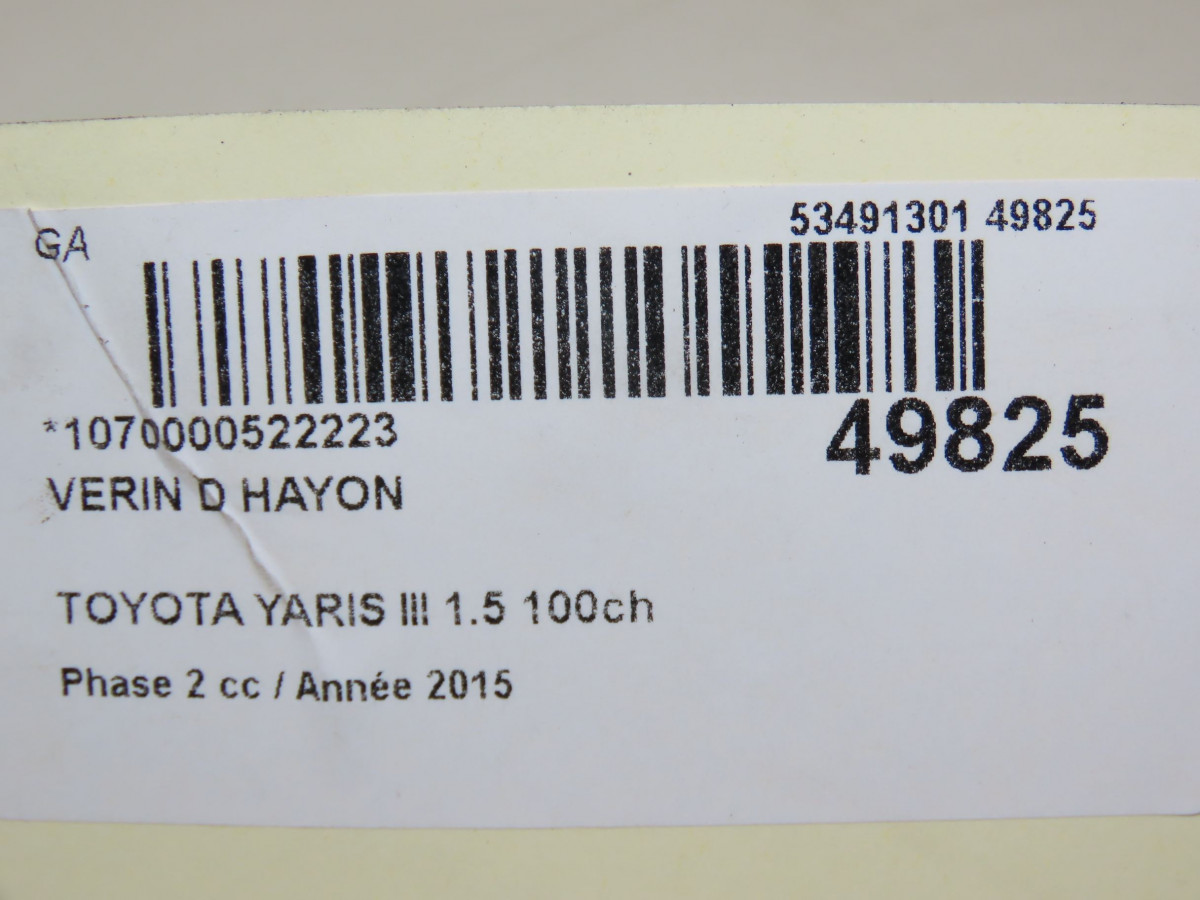 GA
53491301 49825
*1070000522223
49825
VERIN D HAYON
TOYOTA YARIS III 1.5 100ch
Phase 2 cc / Année 2015